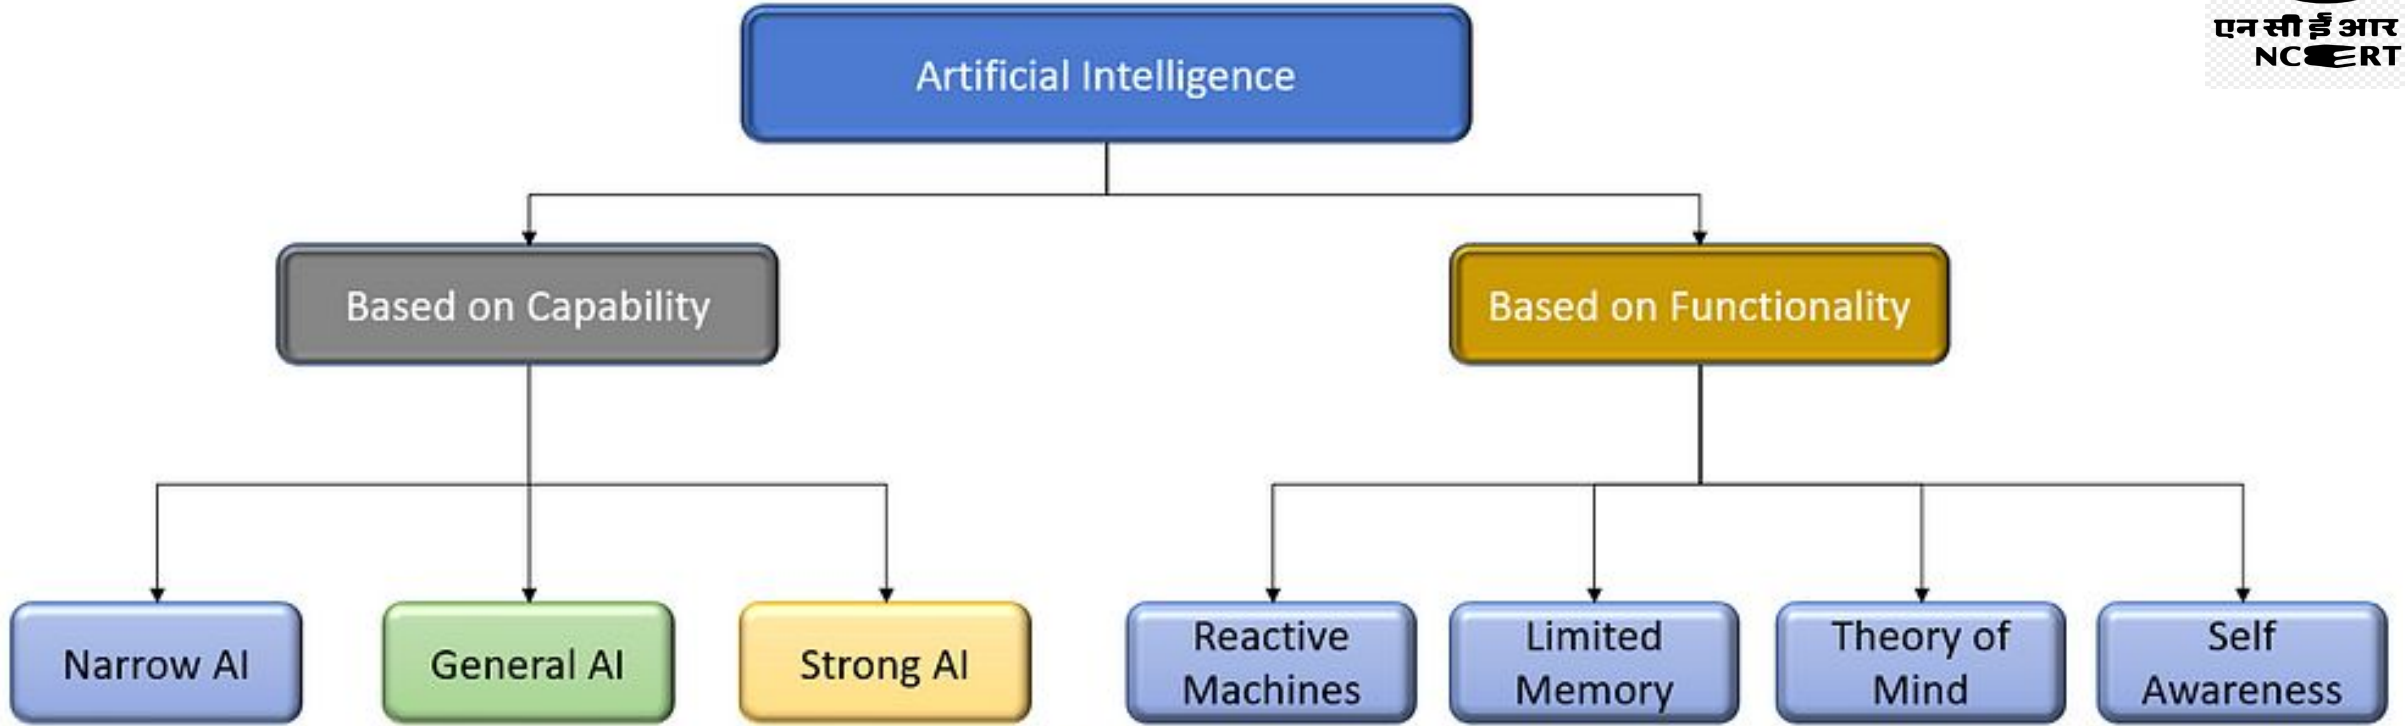 एन सी ई आर
NCERT
Artificial Intelligence
Based on Capability
Based on Functionality
Narrow AI
General AI
Strong AI
Reactive
Machines
Limited
Memory
Theory of
Mind
Self
Awareness